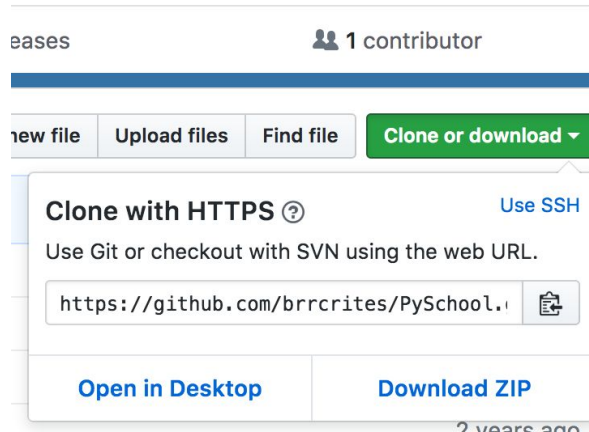 eases
1 contributor
new file Upload files Find file Clone or download
Clone with HTTPS ?
Use SSH
Use Git or checkout with SVN using the web URL.
https://github.com/brrcrites/PySchool.
Open in Desktop Download ZIP
2 years ago